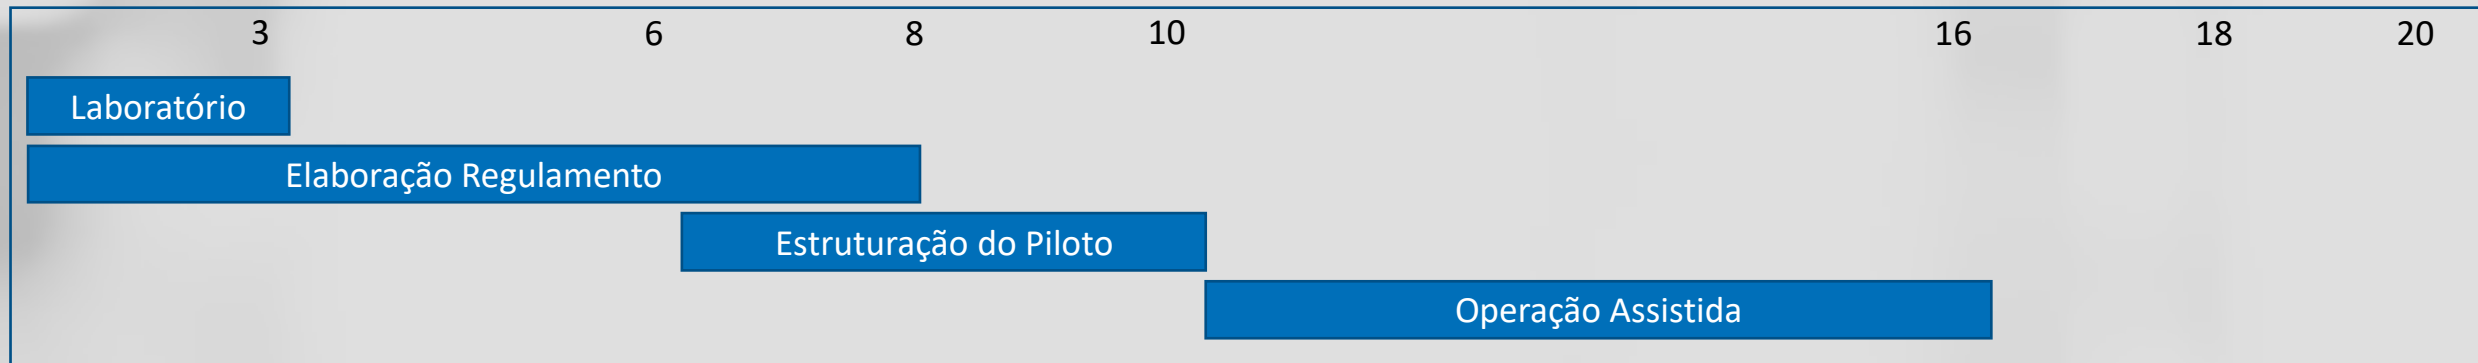 3 6 8 10 16 18 20
Laboratório
Elaboração Regulamento
Estruturação do Piloto
Operação Assistida